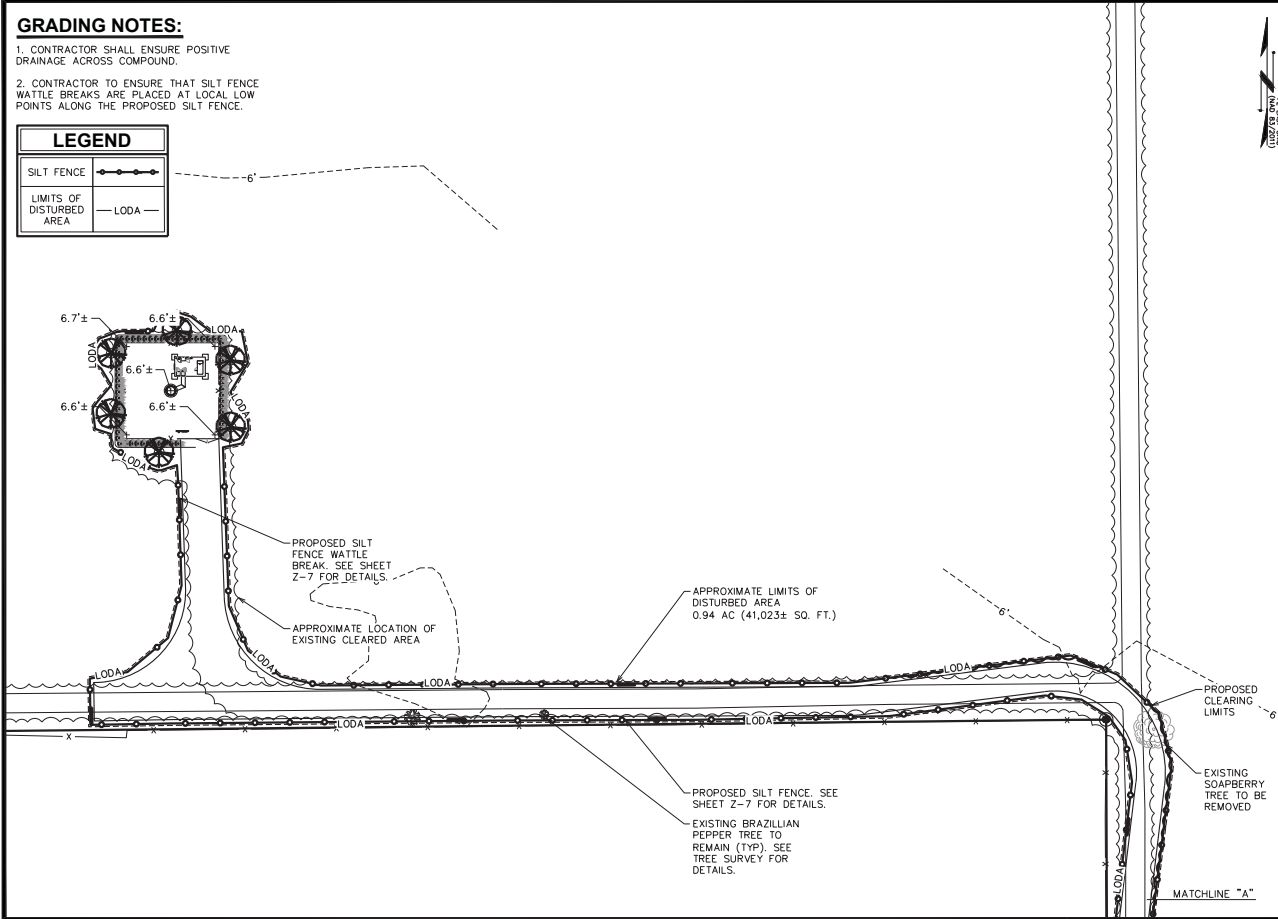 GRADING NOTES:
1. CONTRACTOR SHALL ENSURE POSITIVE
DRAINAGE ACROSS COMPOUND.
2. CONTRACTOR TO ENSURE THAT SILT FENCE
WATTLE BREAKS ARE PLACED AT LOCAL LOW
POINTS ALONG THE PROPOSED SILT FENCE.
LEGEND
SILT FENCE
LIMITS OF
DISTURBED
AREA
LODA
(NAD 83/2011)
6'
6.7'±
6.6'±
LODA
LODA
6.6'±
6.6'±
6.6'±
LODA
LODA
PROPOSED SILT
FENCE WATTLE
BREAK. SEE SHEET
Z-7 FOR DETAILS.
APPROXIMATE LIMITS OF
DISTURBED AREA
0.94 AC (41,023± SQ. FT.)
6'
APPROXIMATE LOCATION OF
EXISTING CLEARED AREA
LODA
LODA
LODA
LODA
PROPOSED
CLEARING
LIMITS
6'
LODA
LODA
X
EXISTING
SOAPBERRY
TREE TO BE
REMOVED
PROPOSED SILT FENCE. SEE
SHEET Z-7 FOR DETAILS.
EXISTING BRAZILLIAN
PEPPER TREE TO
REMAIN (TYP). SEE
TREE SURVEY FOR
DETAILS.
LODA
MATCHLINE "A"